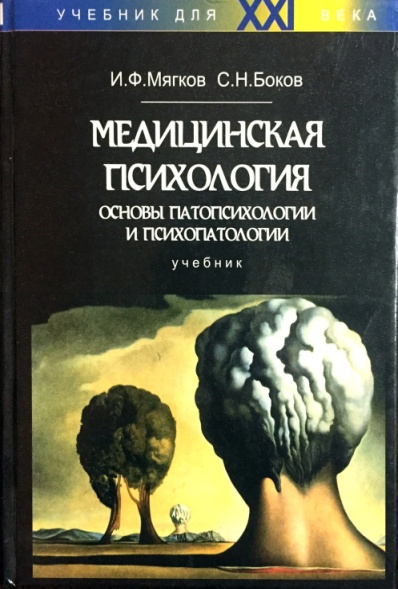 УЧЕБНИК ДЛЯ XXI ВЕКА
И.Ф.Мягков С.Н.Боков
МЕДИЦИНСКАЯ
ПСИХОЛОГИЯ
ОСНОВЫ ПАТОПСИХОЛОГИИ
И ПСИХОПАТОЛОГИИ
учебник